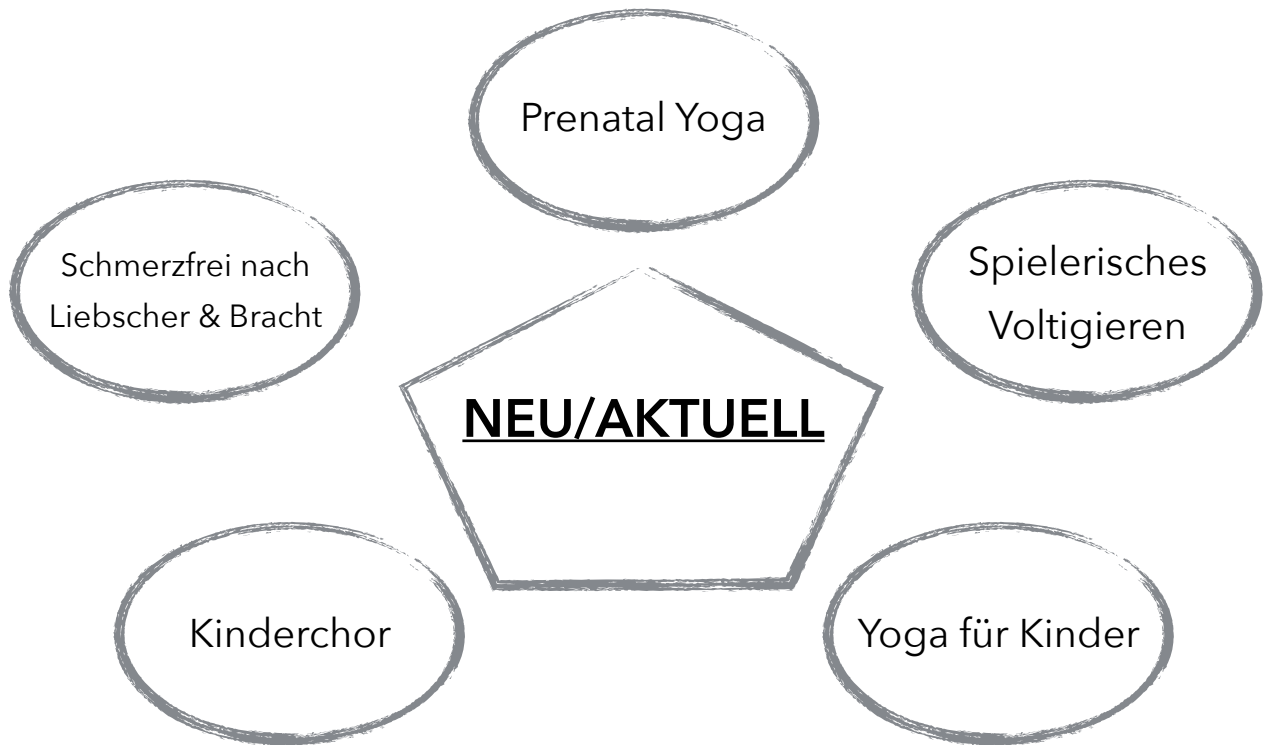 Prenatal Yoga
Schmerzfrei nach
Liebscher & Bracht
Spielerisches
Voltigieren
NEU/AKTUELL
Kinderchor
Yoga für Kinder